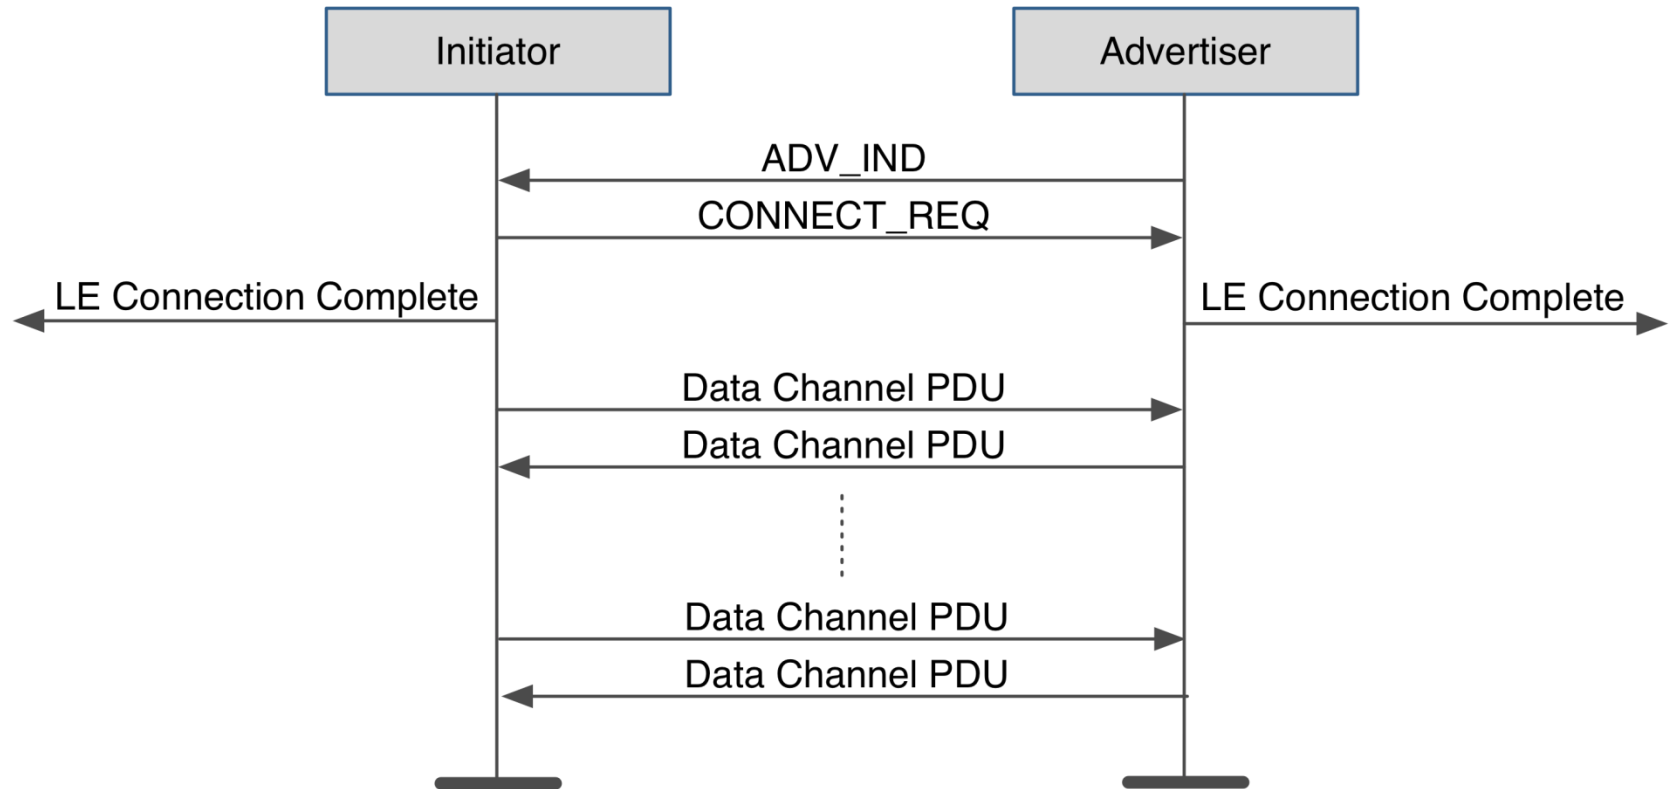 Initiator
Advertiser
ADV_IND
CONNECT_REQ
LE Connection Complete
LE Connection Complete
Data Channel PDU
Data Channel PDU
Data Channel PDU
Data Channel PDU